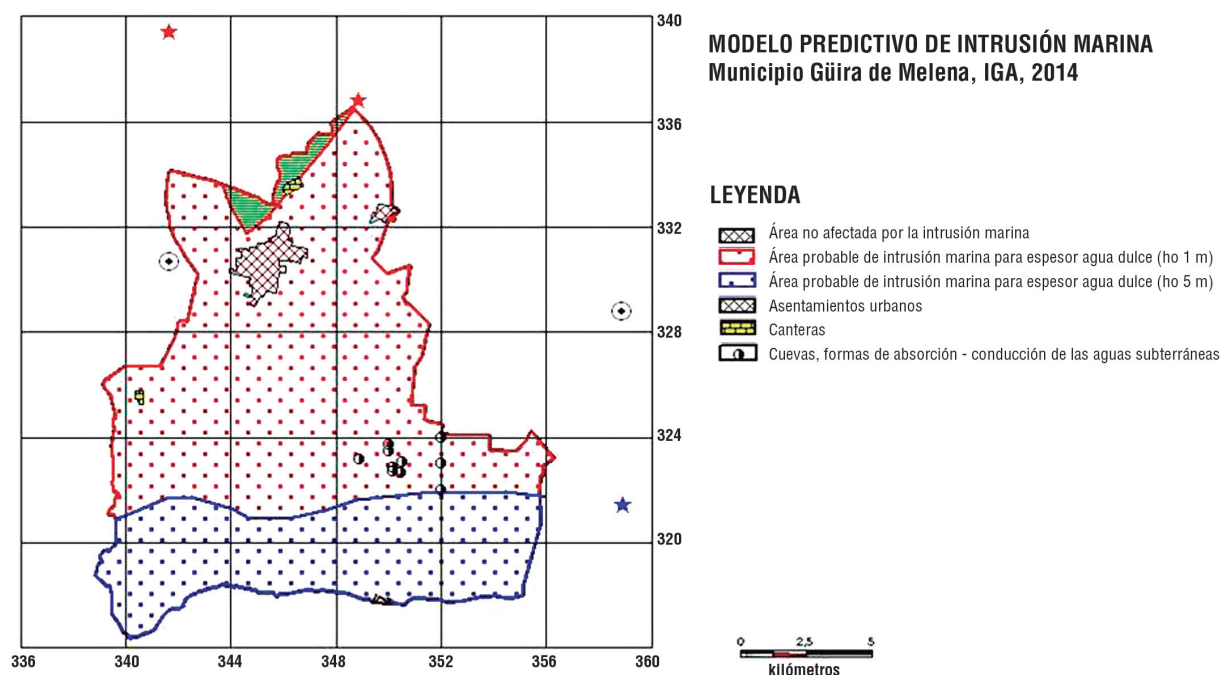 MODELO PREDICTIVO DE INTRUSIÓN MARINA
Municipio Güira de Melena, IGA, 2014
LEYENDA
Área no afectada por la intrusión marina
Área probable de intrusión marina para espesor agua dulce (ho 1 m)
Área probable de intrusión marina para espesor agua dulce (ho 5 m)
Asentamientos urbanos
Canteras
Cuevas, formas de absorción - conducción de las aguas subterráneas
340
336
332
328
324
320
336 340 344 348 352 356 360
0 2,5 5
kilómetros